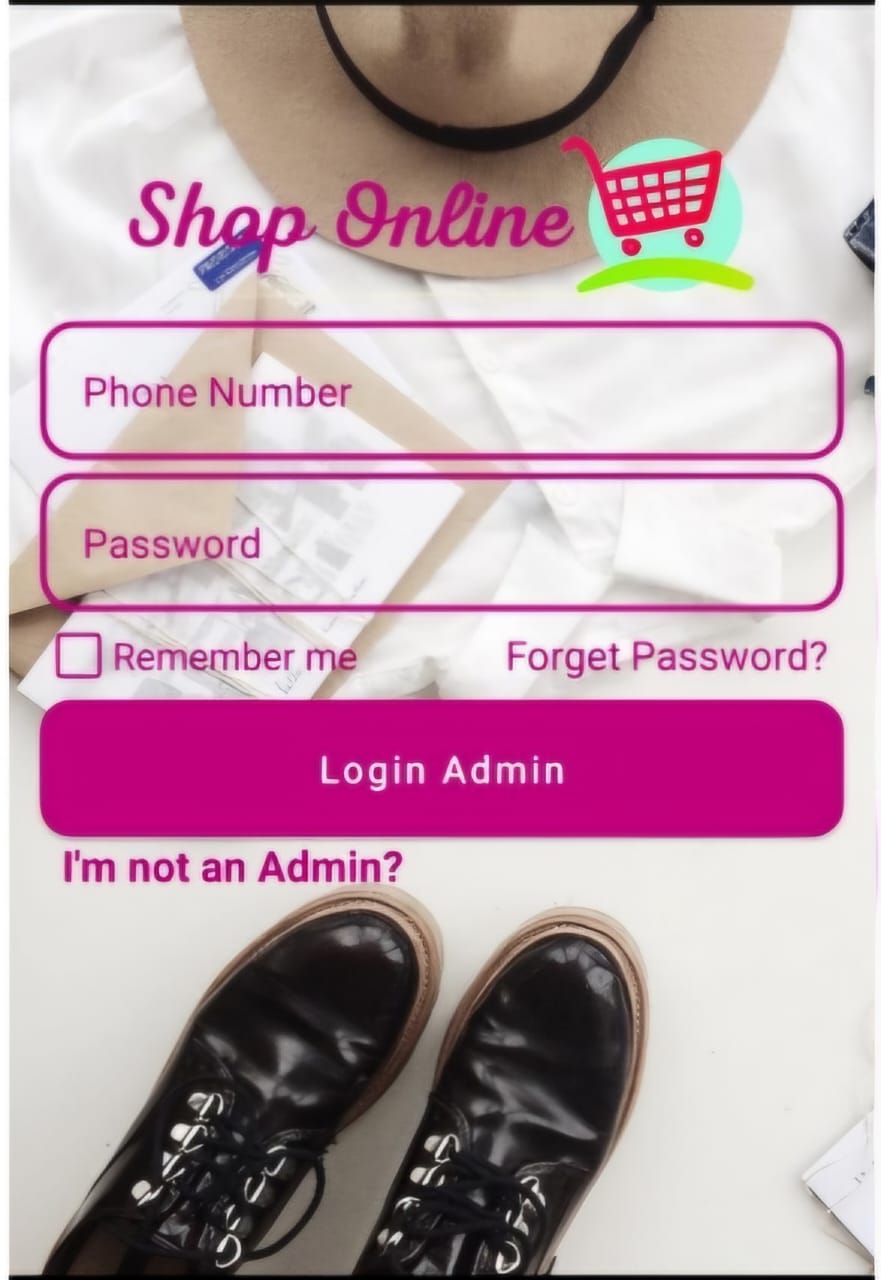 Shop Online
Phone Number
Password
Remember me
Forget Password?
Login Admin
I'm not an Admin?